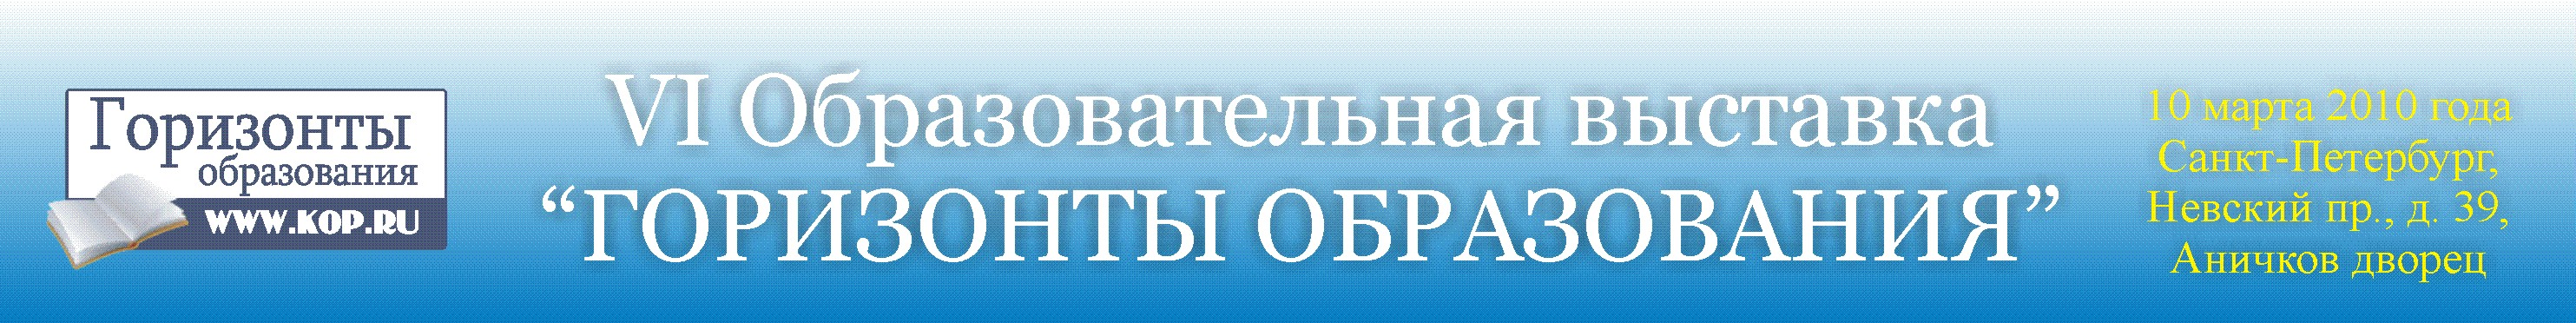 Горизонты
образования
WWW.KOP.RU
VI Образовательная выставка
“ГОРИЗОНТЫ ОБРАЗОВАНИЯ”
10 марта 2010 года
Санкт-Петербург,
Невский пр., д. 39,
Аничков дворец